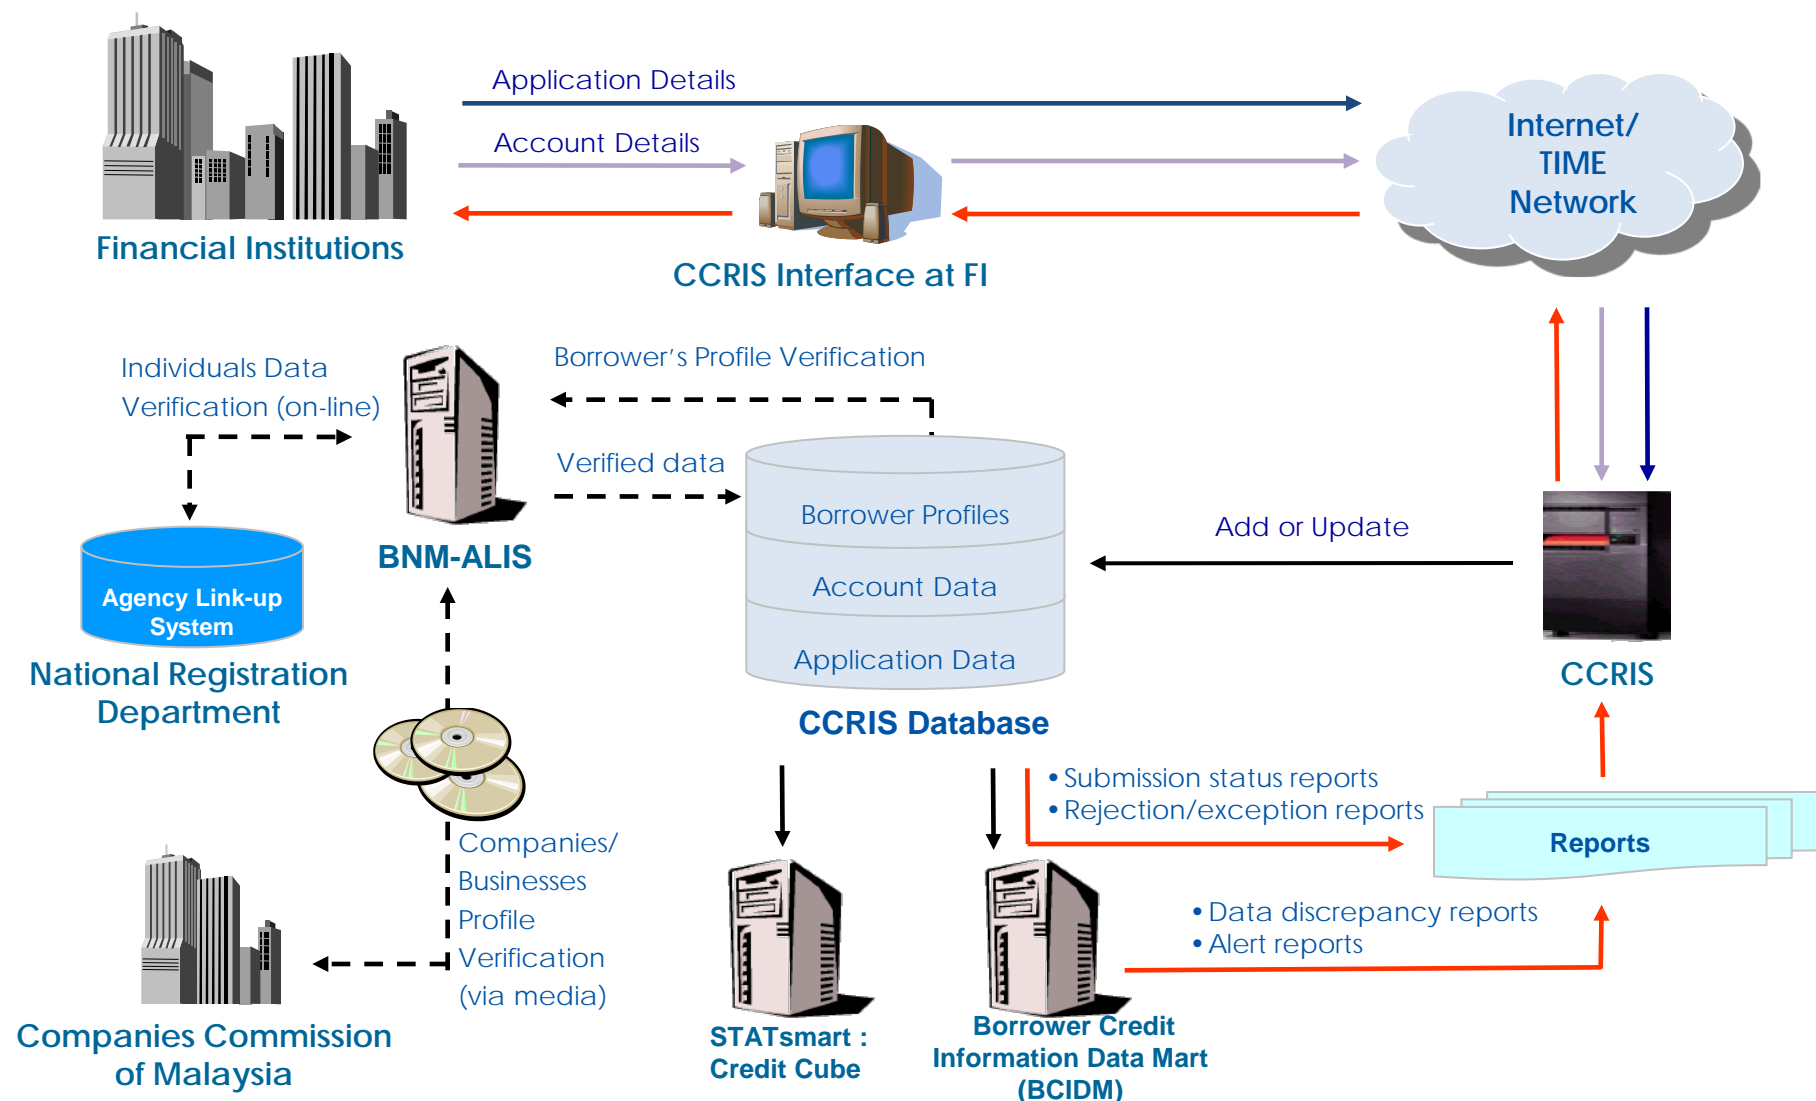 Application Details
Account Details
Internet/
TIME
Network
Financial Institutions
CCRIS Interface at FI
Individuals Data
Verification (on-line)
Borrower’s Profile Verification
Verified data
BNM-ALIS
Agency Link-up
System
National Registration
Department
Borrower Profiles
Account Data
Application Data
CCRIS Database
Add or Update
CCRIS
• Submission status reports
• Rejection/exception reports
Reports
• Data discrepancy reports
• Alert reports
Companies/
Businesses
Profile
Verification
(via media)
Companies Commission
of Malaysia
STATsmart :
Credit Cube
Borrower Credit
Information Data Mart
(BCIDM)